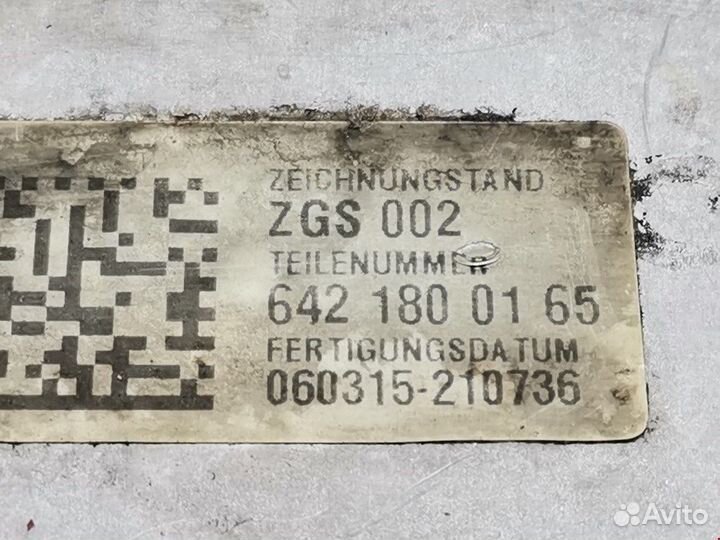 ZEICHNUNGSTAND
ZGS 002
TEILENUMMER
642 180 01 65
FERTIGUNGSDATUM
060315-210736
Avito